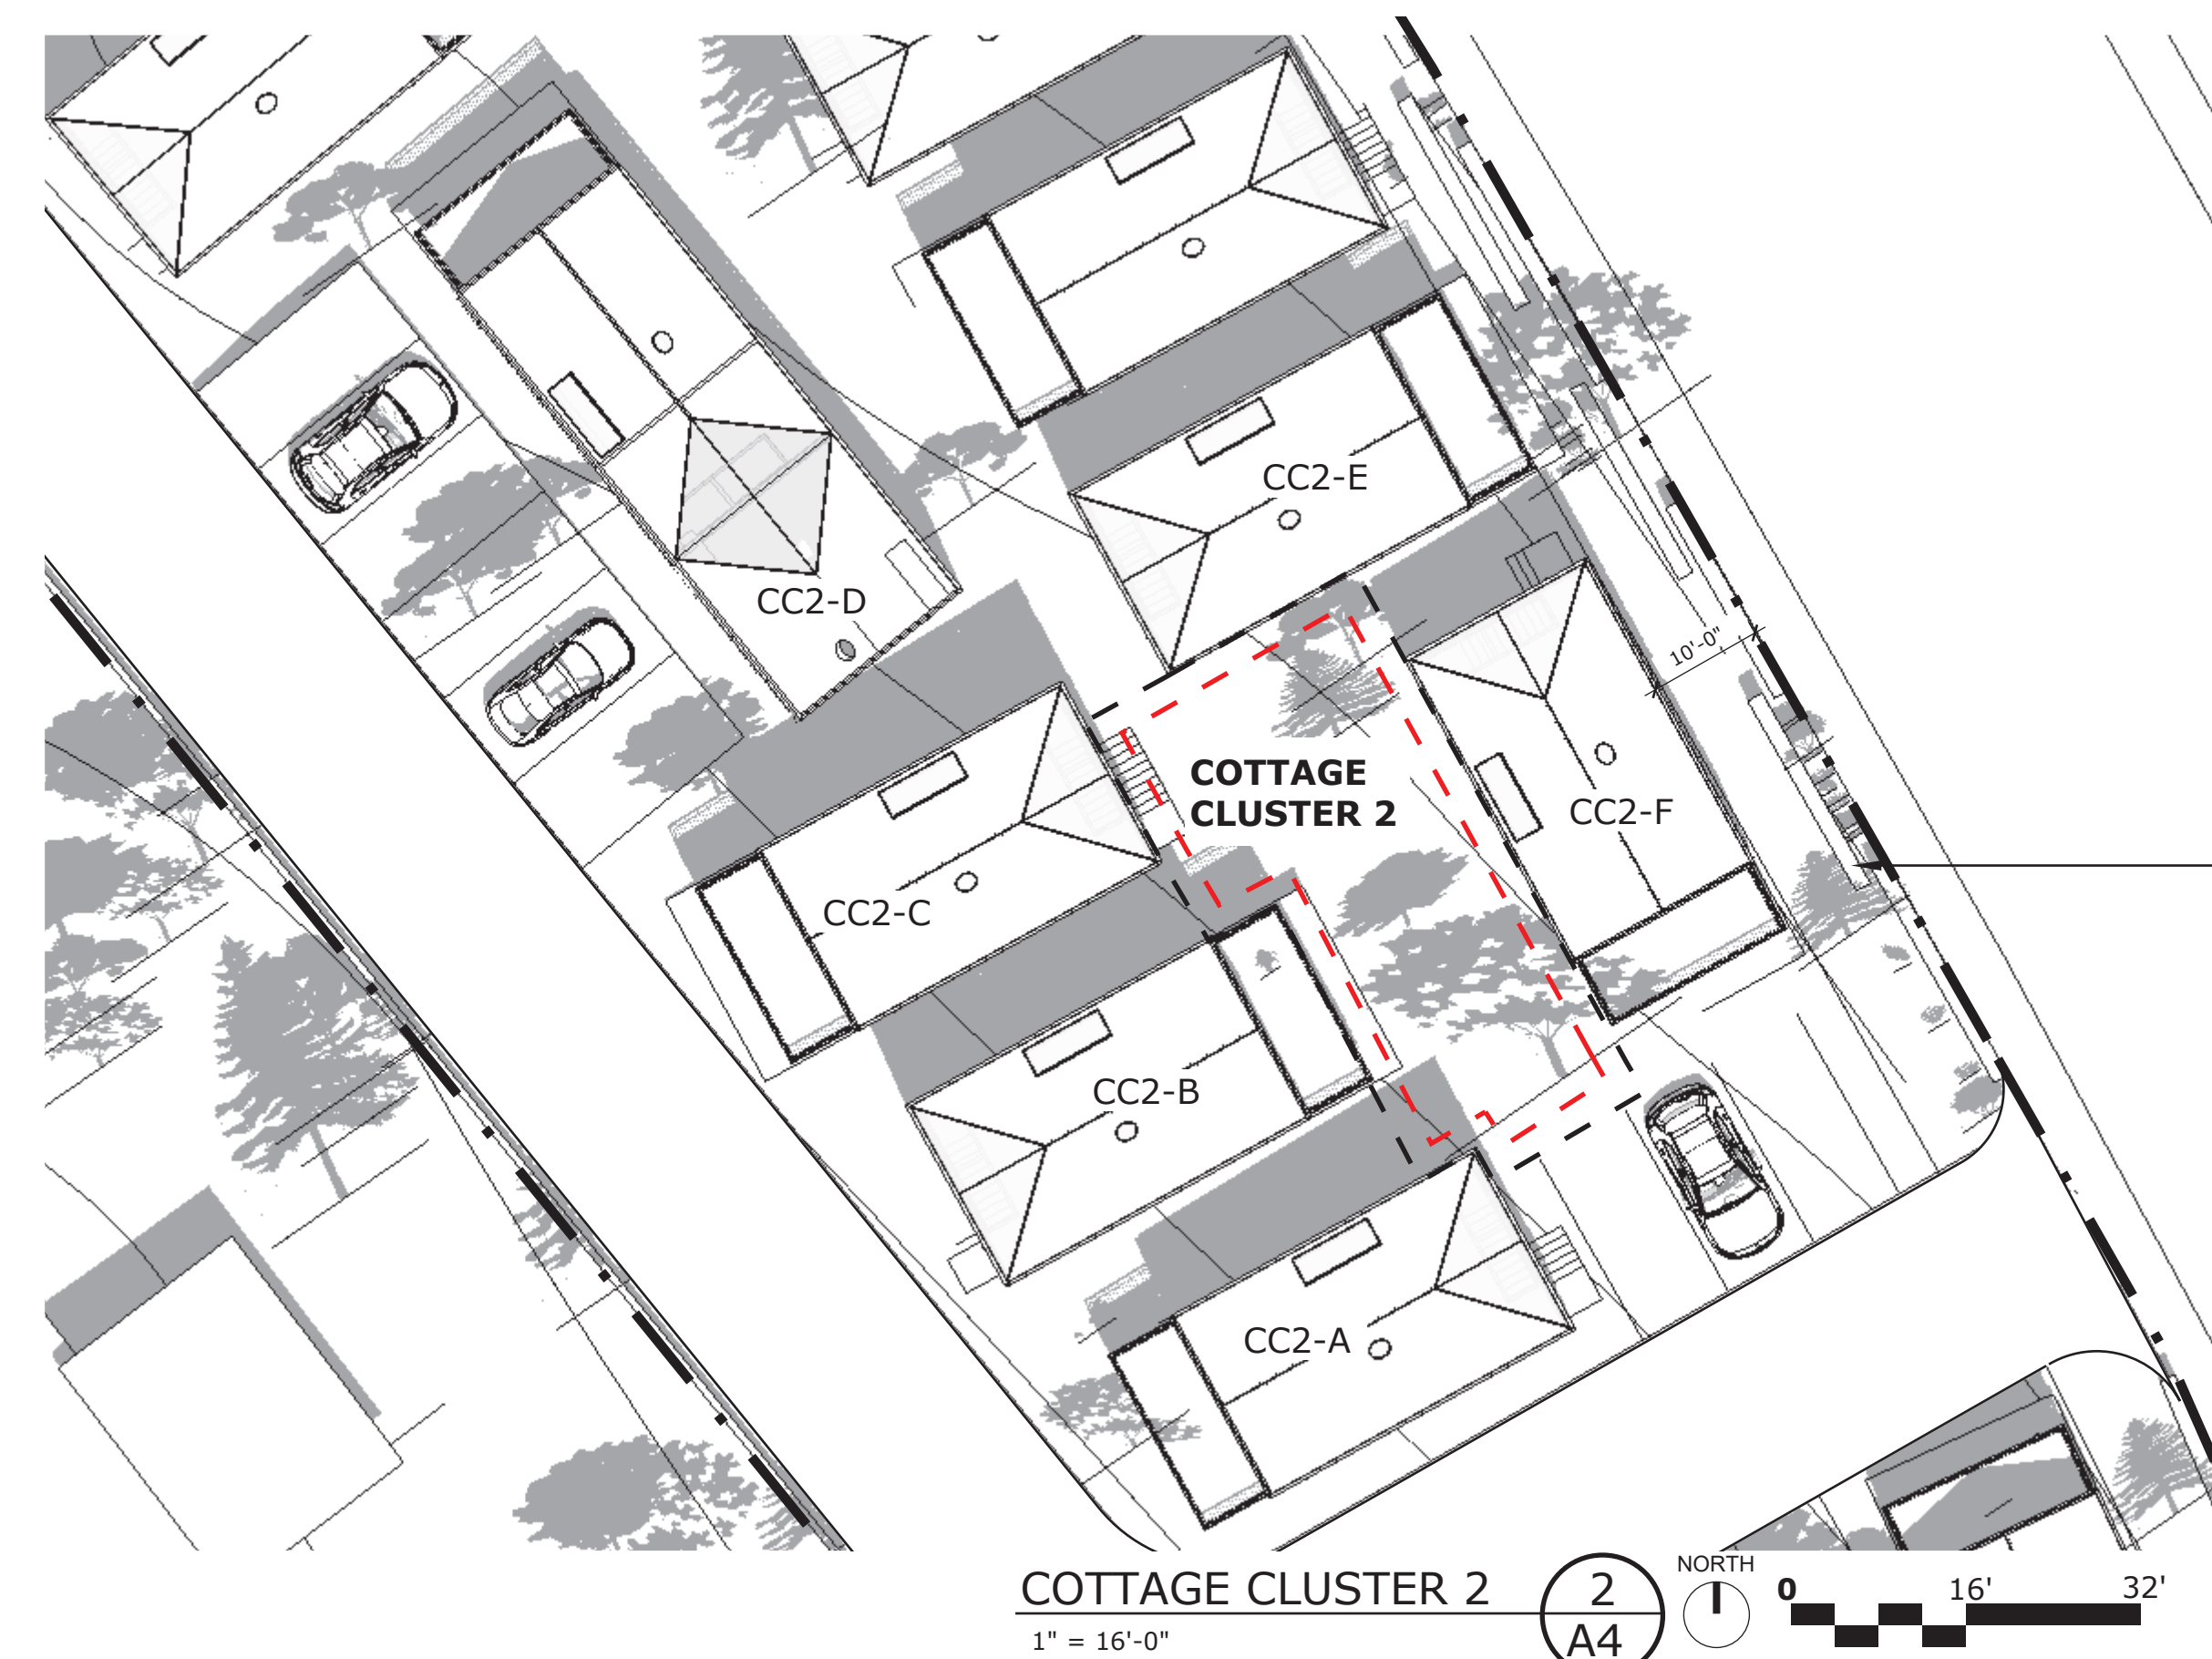 CC2-E
CC2-D
10'-0"
COTTAGE
CLUSTER 2
CC2-F
CC2-C
CC2-B
CC2-A
COTTAGE CLUSTER 2
1" = 16'-0"
2
A4
NORTH
0 16' 32'